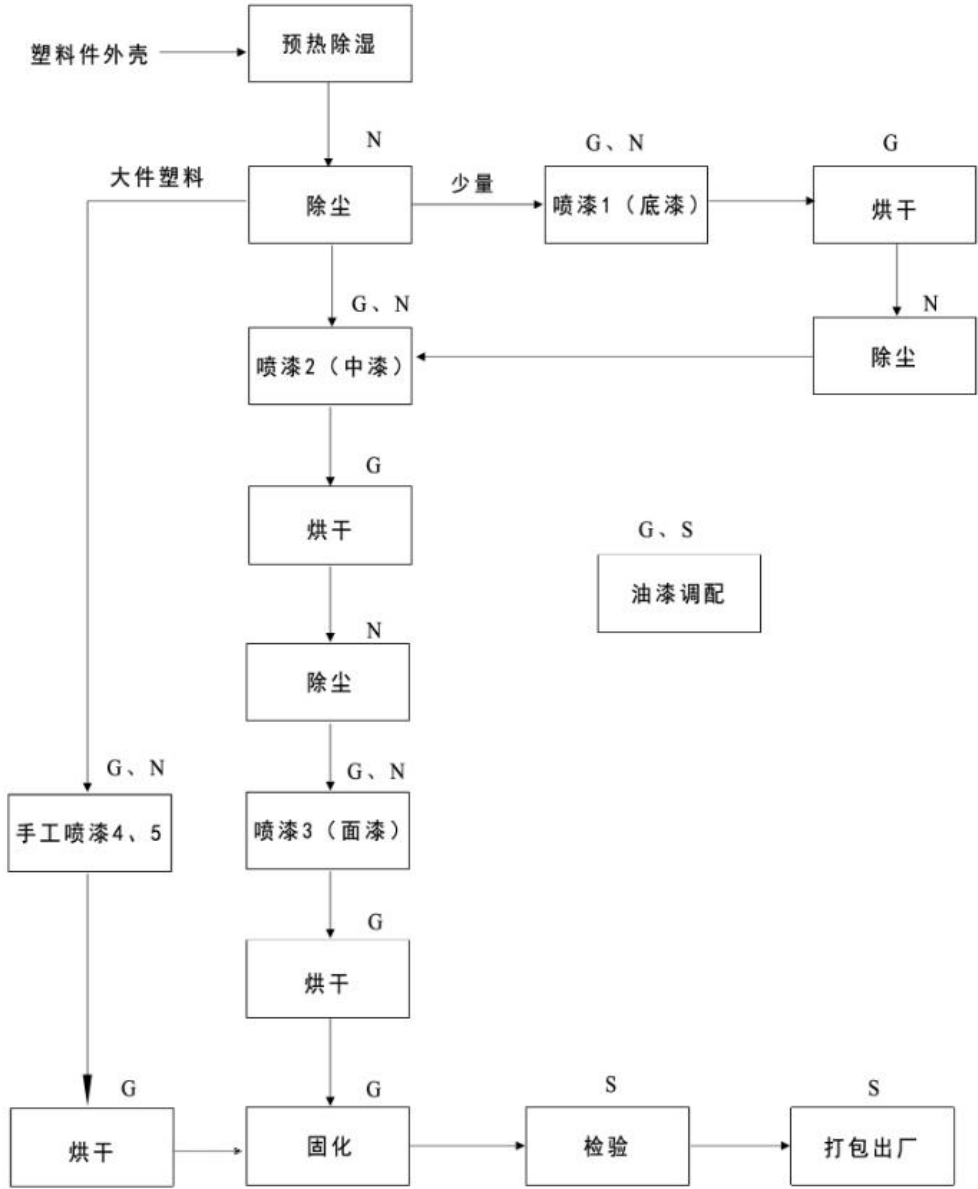 预热除湿
塑料件外壳
N
G、N
G
大件塑料
除尘
少量
喷漆1（底漆）
烘干
G、N
N
喷漆2（中漆）
除尘
G
烘干
G、S
油漆调配
N
除尘
G、N
G、N
手工喷漆4、5
喷漆3（面漆）
G
烘干
G
G
S
S
烘干
固化
检验
打包出厂